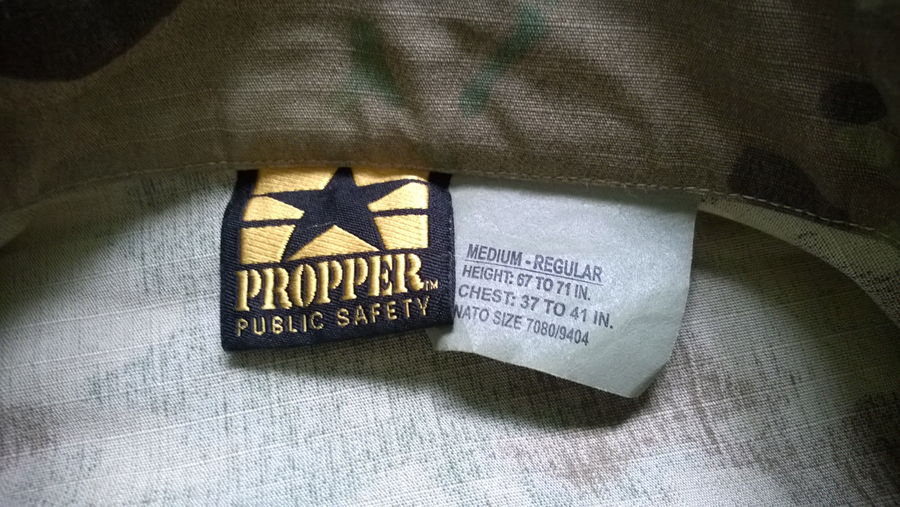 PROPPER™
PUBLIC SAFETY
MEDIUM - REGULAR
HEIGHT: 67 TO 71 IN.
CHEST: 37 TO 41 IN.
NATO SIZE 7080/9404